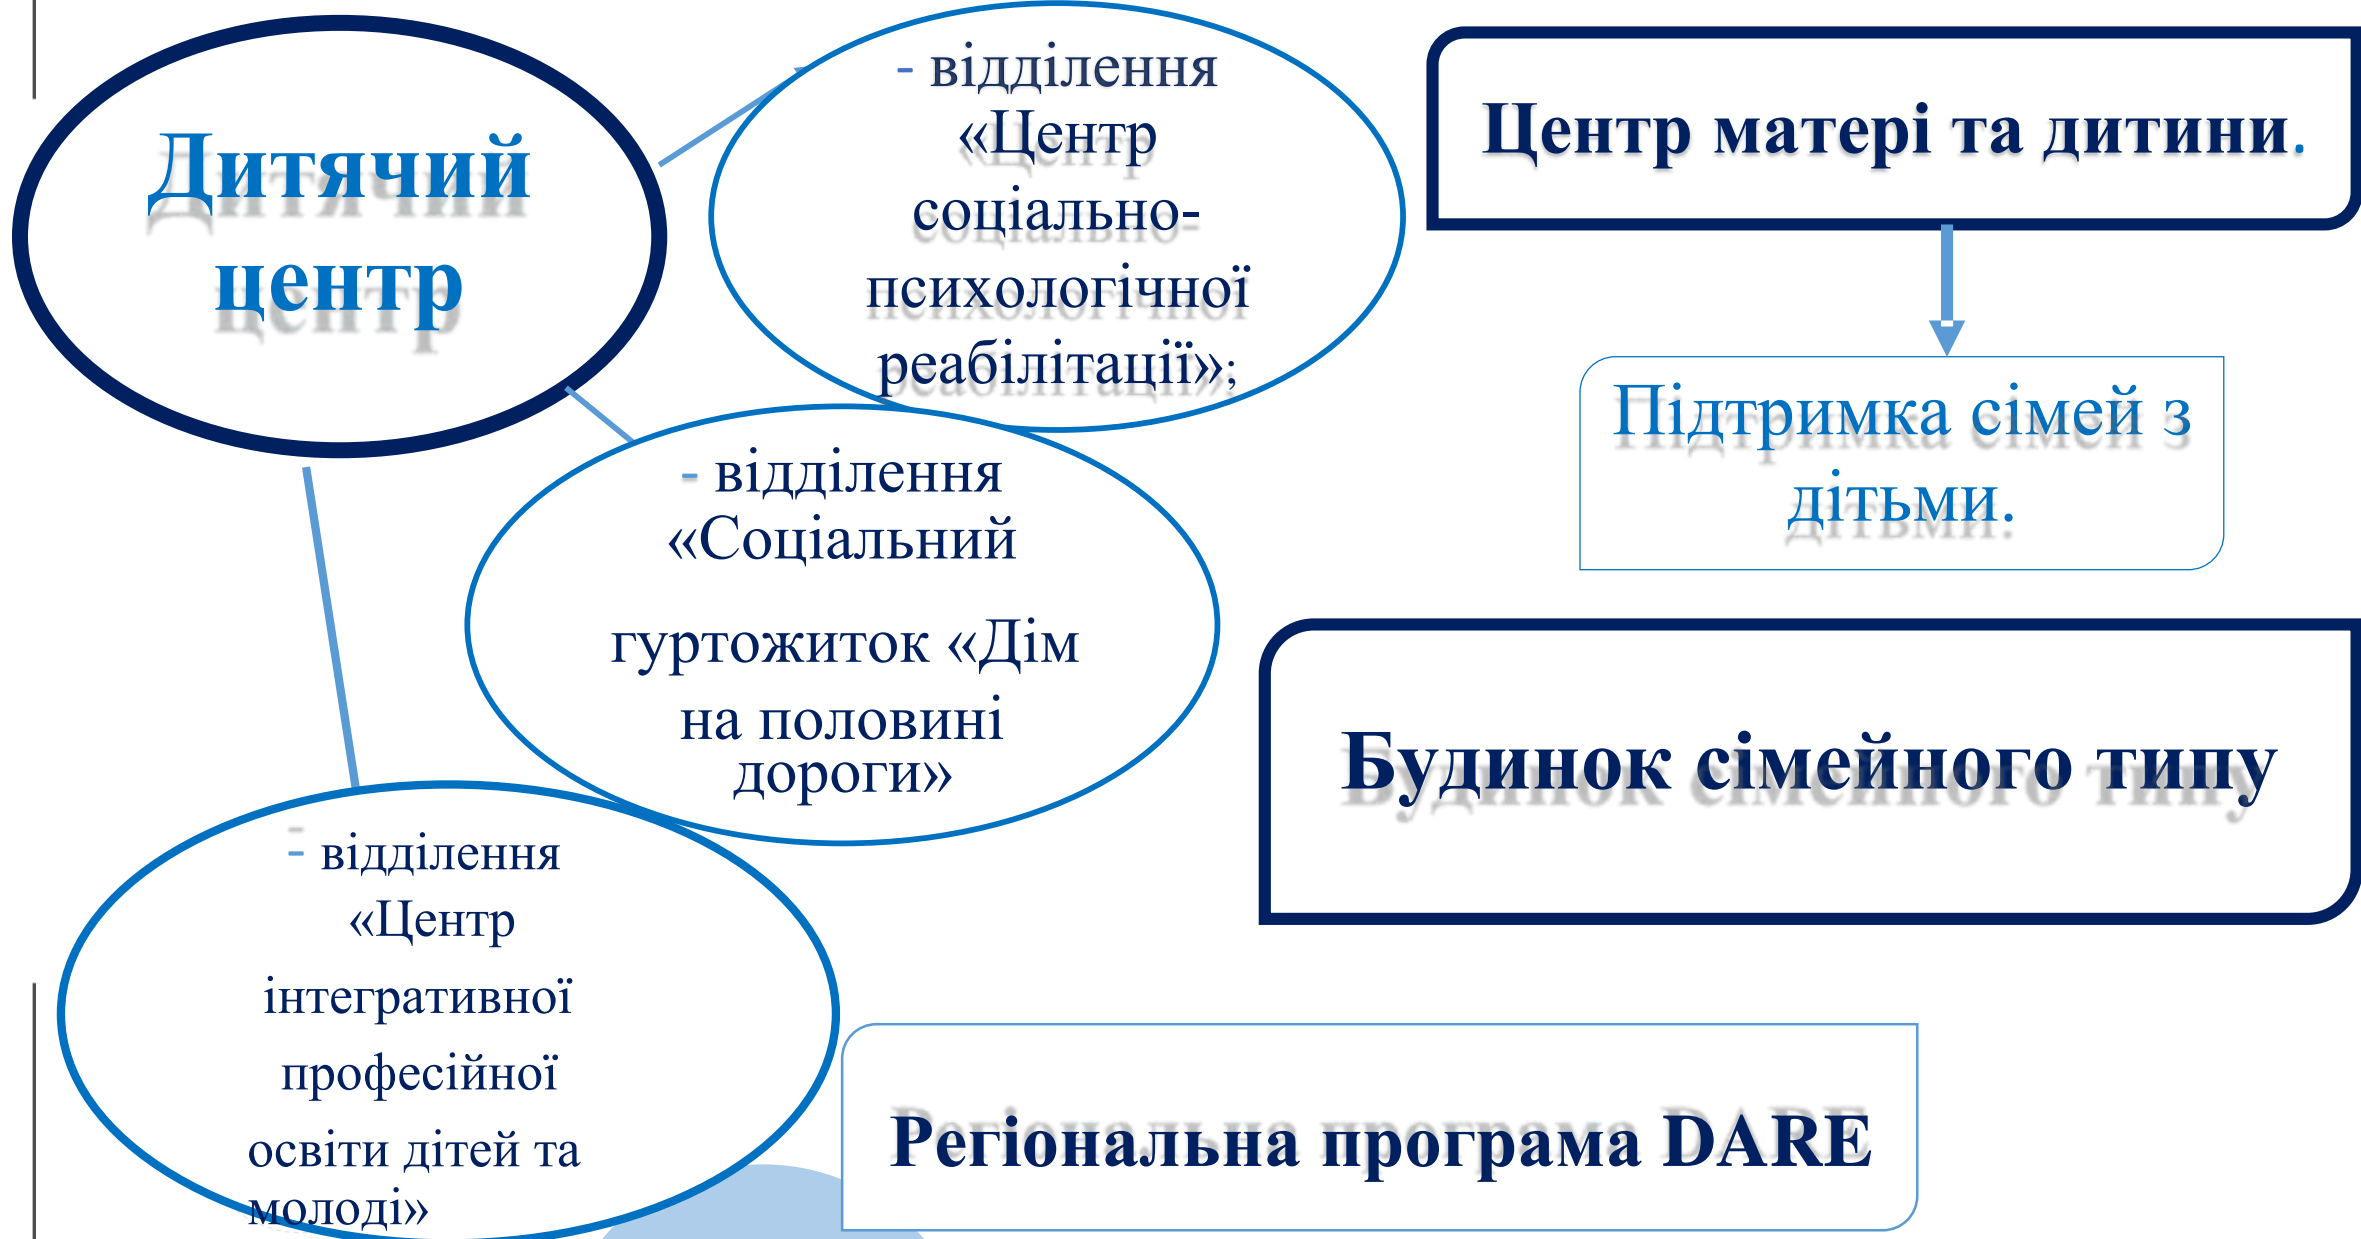 Дитячий
центр
- відділення
«Центр
соціально-
психологічної
реабілітації»;
- відділення
«Соціальний
гуртожиток «Дім
на половині
дороги»
- відділення
«Центр
інтегративної
професійної
освіти дітей та
молоді»
Центр матері та дитини.
Підтримка сімей з
дітьми.
Будинок сімейного типу
Регіональна програма DARE